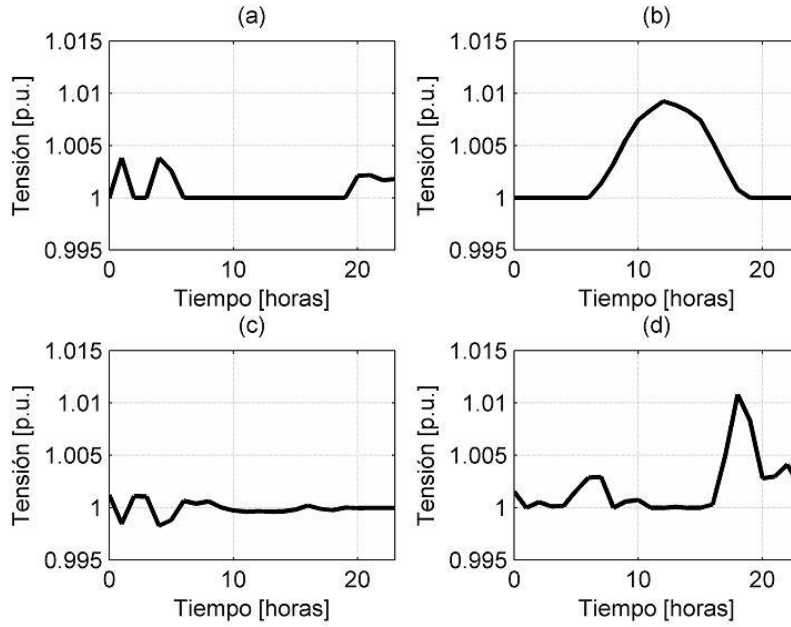 (a)
1.015
1.01
1.005
1
0.995
Tensión [p.u.]
0
10
20
Tiempo [horas]
(b)
1.015
1.01
1.005
1
0.995
Tensión [p.u.]
0
10
20
Tiempo [horas]
(c)
1.015
1.01
1.005
1
0.995
Tensión [p.u.]
0
10
20
Tiempo [horas]
(d)
1.015
1.01
1.005
1
0.995
Tensión [p.u.]
0
10
20
Tiempo [horas]